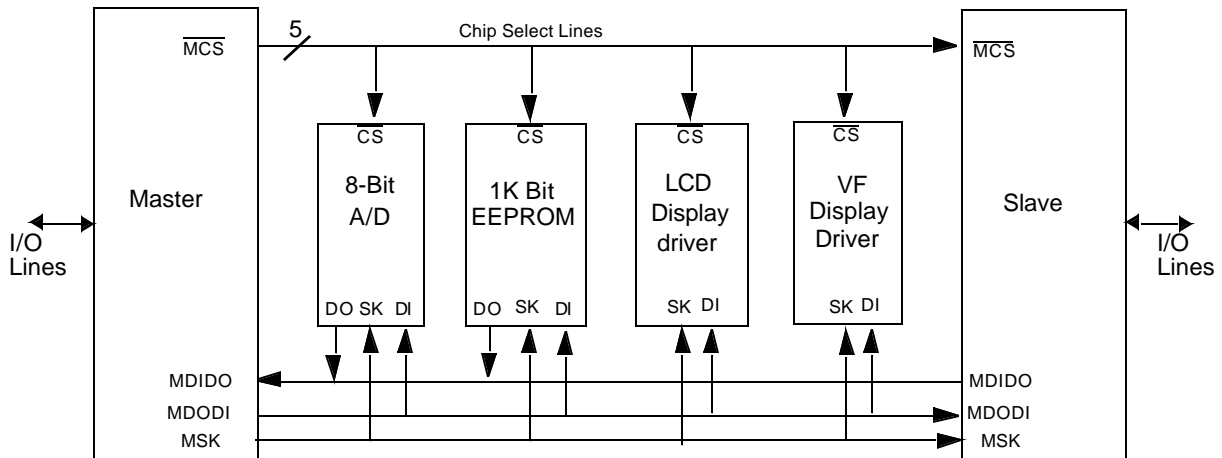 5
Chip Select Lines
MCS
MCS
CS
CS
CS
CS
8-Bit
A/D
1K Bit
EEPROM
LCD
Display
driver
VF
Display
Driver
Master
Slave
I/O
Lines
I/O
Lines
DO SK DI
DO SK DI
SK DI
SK DI
MDIDO
MDIDO
MDODI
MDODI
MSK
MSK